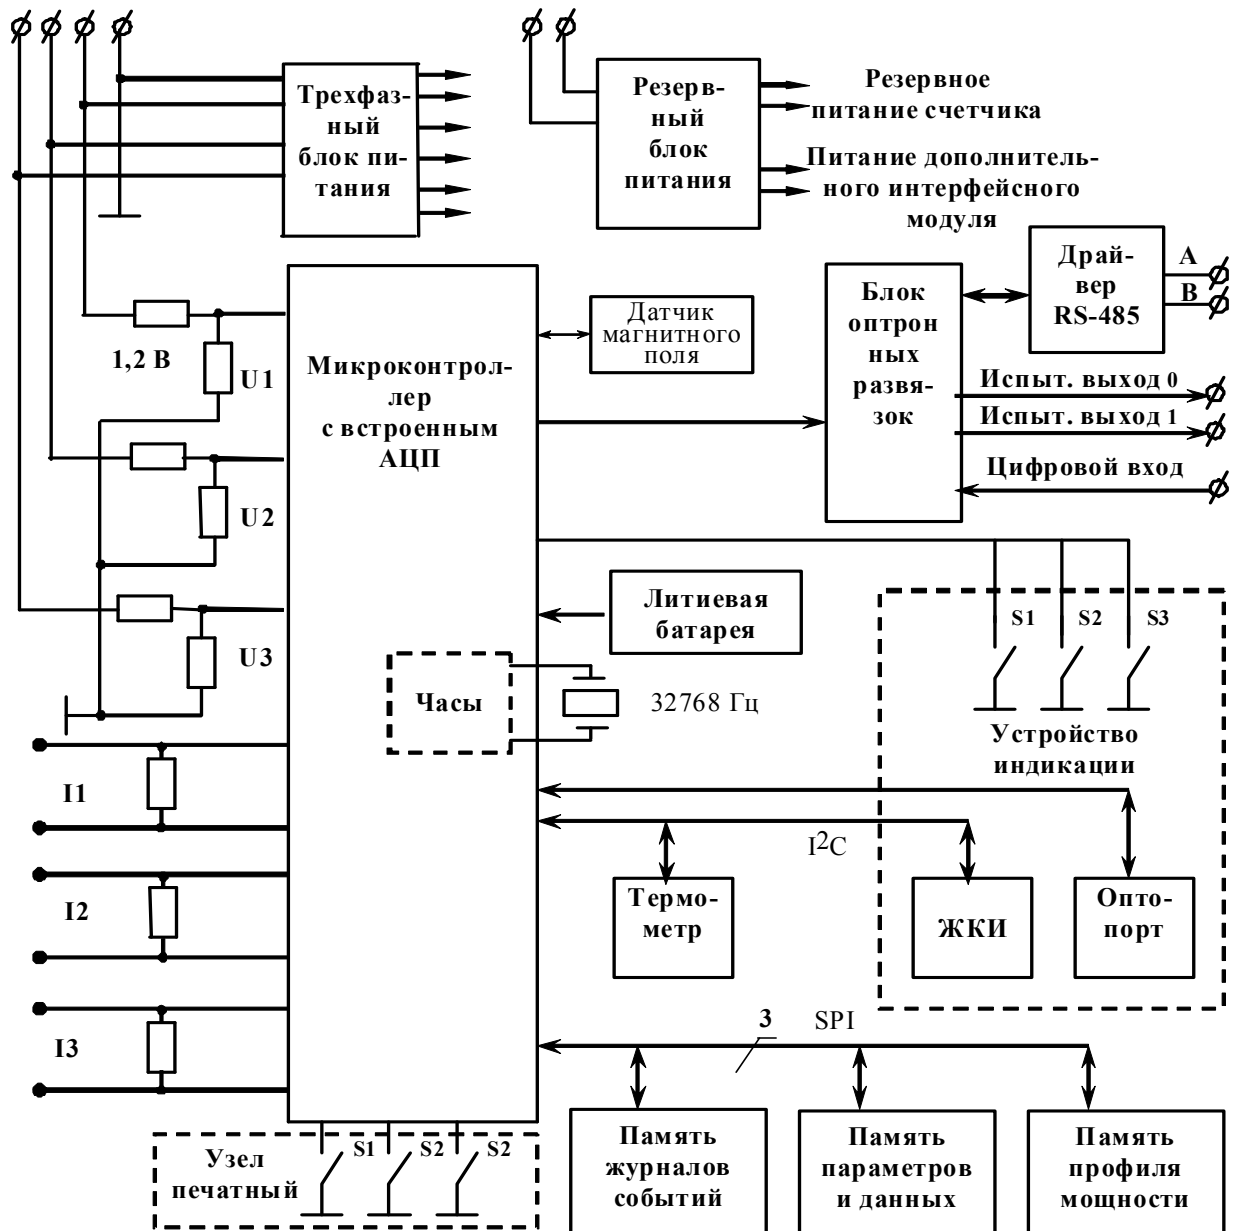 Трехфаз-
ный
блок пи-
тания
Резерв-
ный
блок
питания
Резервное
питание счетчика
Питание дополнитель-
ного интерфейсного
модуля
Драй-
вер
RS-485
А
В
Блок
оптрон
ных
развя-
зок
Испыт. выход 0
Испыт. выход 1
Цифровой вход
Датчик
магнитного
поля
Микроконтрол-
лер
с встроенным
АЦП
1,2 В
U1
U2
U3
Литиевая
батарея
Часы
32768 Гц
S1
S2
S3
Устройство
индикации
I1
I2
I3
I²C
Термо-
метр
ЖКИ
Опто-
порт
3
SPI
Узел
печатный
S1
S2
S2
Память
журналов
событий
Память
параметров
и данных
Память
профиля
мощности